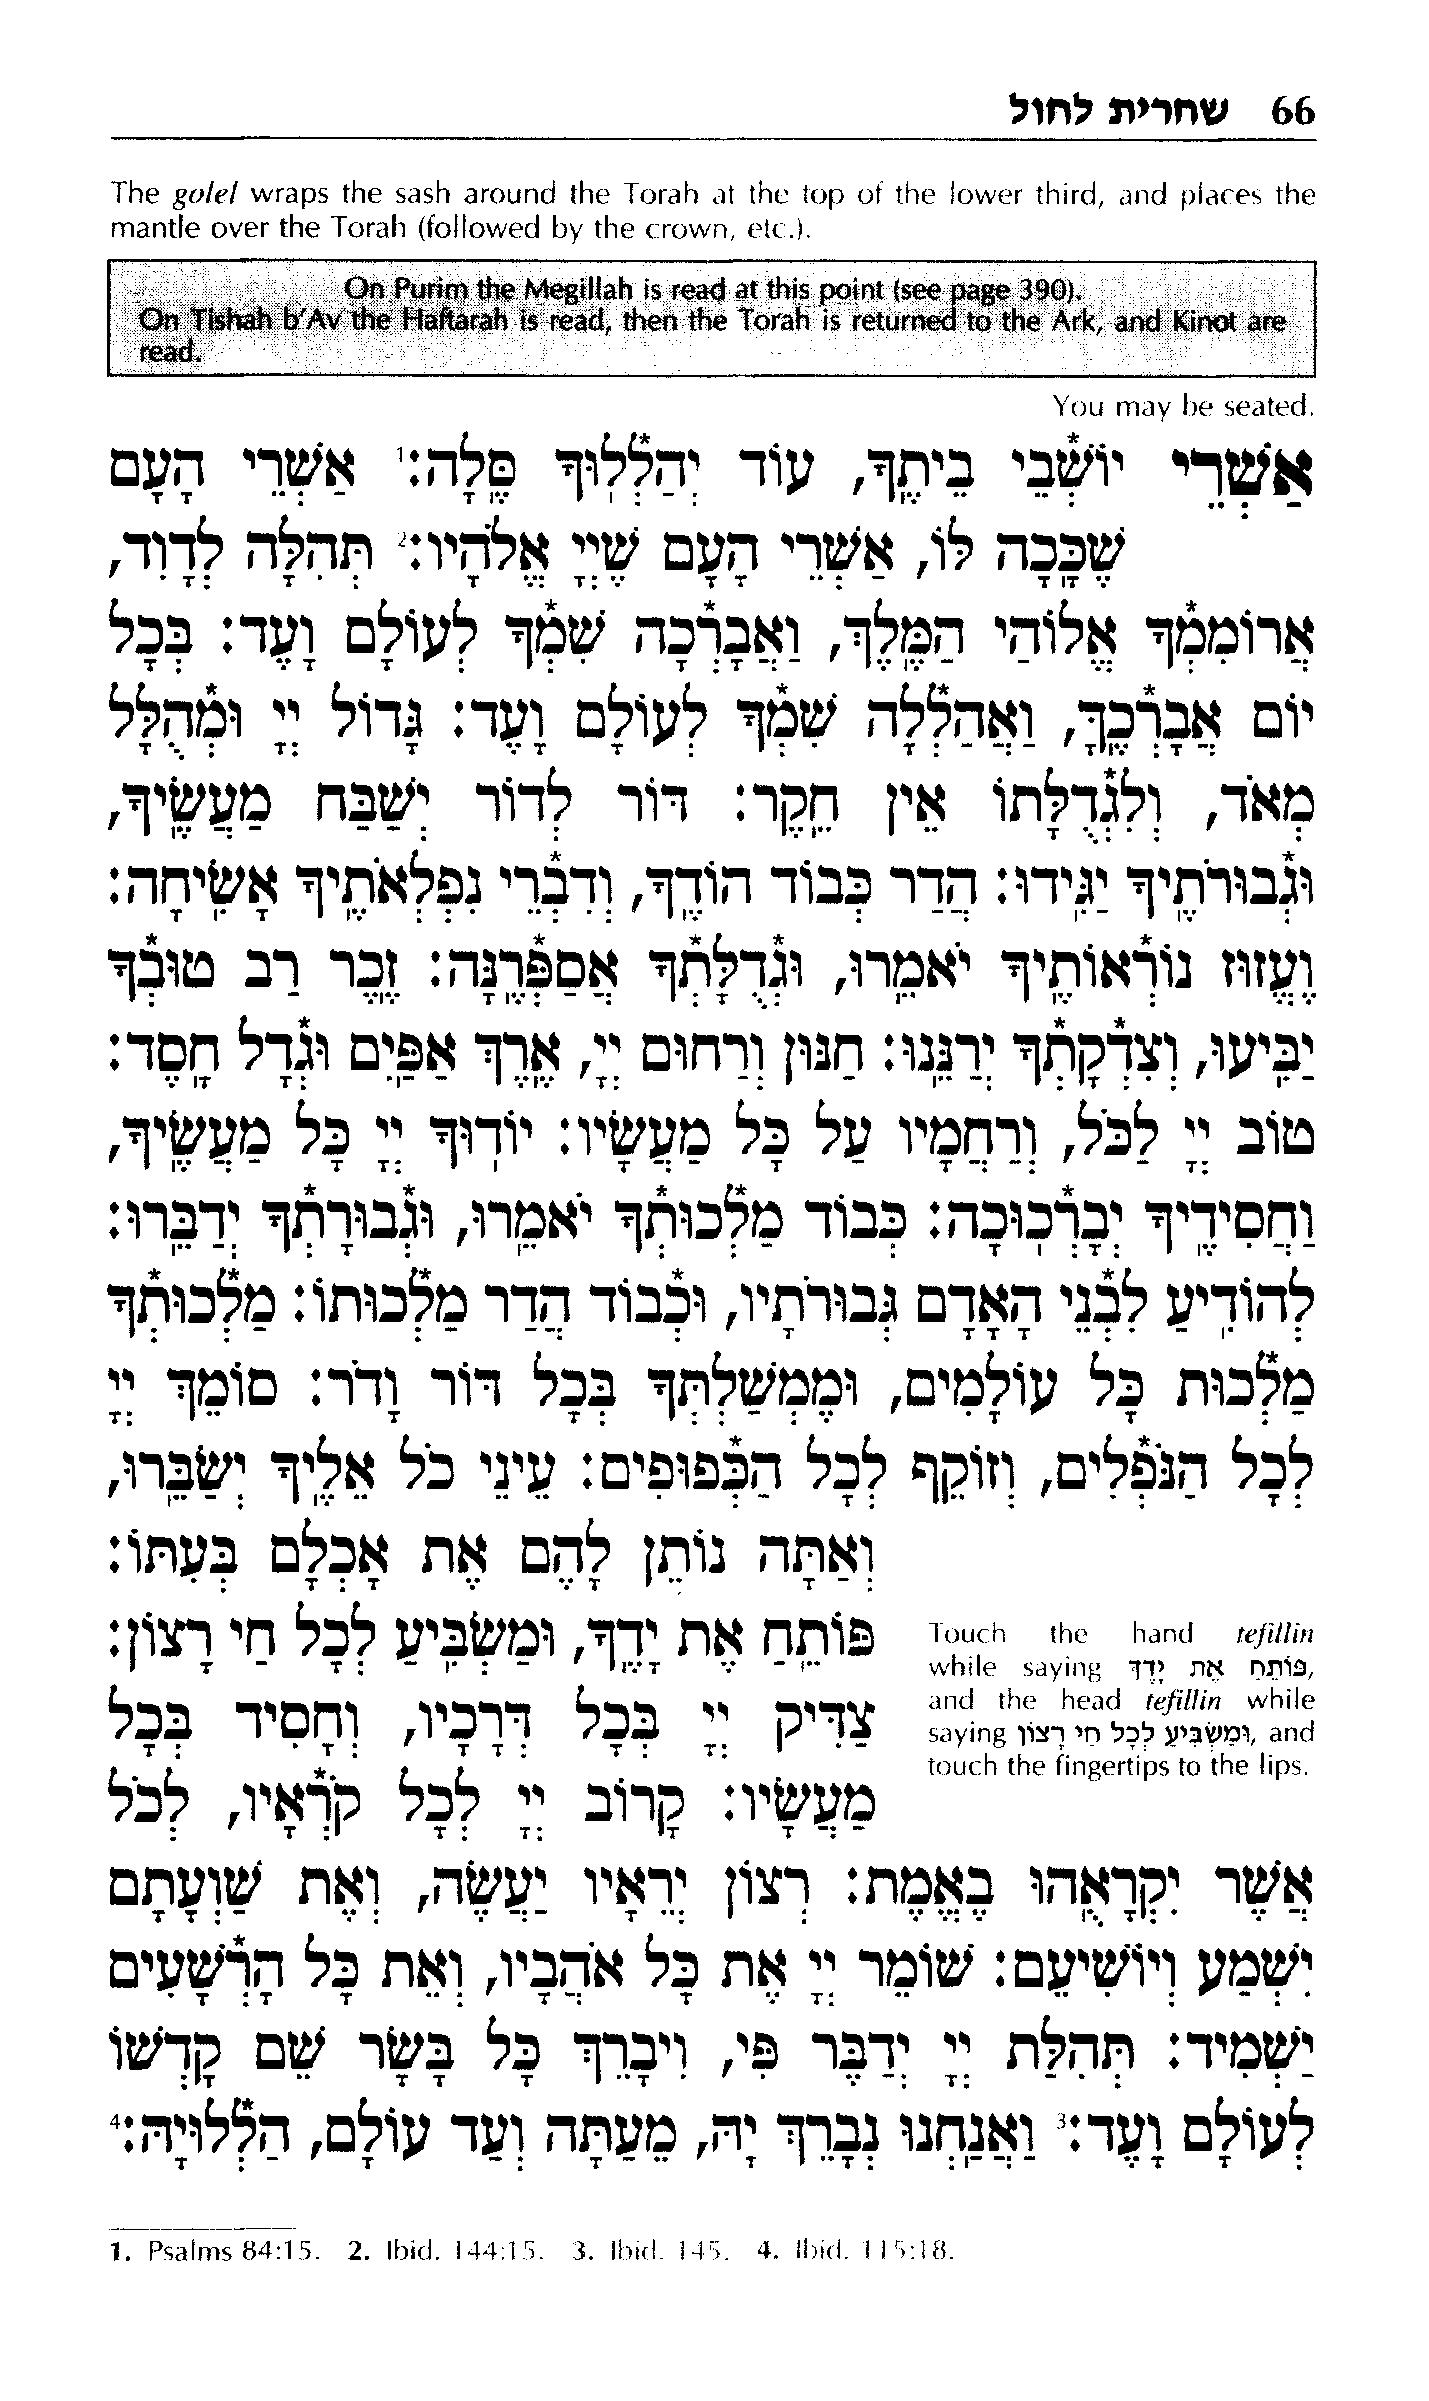 66 שחרית לחול
The golel wraps the sash around the Torah at the top of the lower third, and places the
mantle over the Torah (followed by the crown, etc.).
On Purim the Megillah is read at this point (see page 390).
On Tishah b'Av the Haftarah is read, then the Torah is returned to the Ark, and Kinot are
read.
You may be seated.
אַשְׁרֵי יוֹשְׁבֵי בֵיתֶךָ, עוֹד יְהַלְלוּךָ סֶּלָה:¹ אַשְׁרֵי הָעָם
שֶׁכָּכָה לּוֹ, אַשְׁרֵי הָעָם שֶׁיְיָ אֱלֹהָיו:² תְּהִלָּה לְדָוִד,
אֲרוֹמִמְךָ אֱלוֹהַי הַמֶּלֶךְ, וַאֲבָרְכָה שִׁמְךָ לְעוֹלָם וָעֶד: בְּכָל
יוֹם אֲבָרְכֶךָּ, וַאֲהַלְלָה שִׁמְךָ לְעוֹלָם וָעֶד: גָּדוֹל יְיָ וּמְהֻלָּל
מְאֹד, וְלִגְדֻלָּתוֹ אֵין חֵקֶר: דּוֹר לְדוֹר יְשַׁבַּח מַעֲשֶׂיךָ,
וּגְבוּרֹתֶיךָ יַגִּידוּ: הֲדַר כְּבוֹד הוֹדֶךָ, וְדִבְרֵי נִפְלְאֹתֶיךָ אָשִׂיחָה:
וֶעֱזוּז נוֹרְאוֹתֶיךָ יֹאמֵרוּ, וּגְדֻלָּתְךָ אֲסַפְּרֶנָּה: זֵכֶר רַב טוּבְךָ
יַבִּיעוּ, וְצִדְקָתְךָ יְרַנֵּנוּ: חַנּוּן וְרַחוּם יְיָ, אֶרֶךְ אַפַּיִם וּגְדָל חָסֶד:
טוֹב יְיָ לַכֹּל, וְרַחֲמָיו עַל כָּל מַעֲשָׂיו: יוֹדוּךָ יְיָ כָּל מַעֲשֶׂיךָ,
וַחֲסִידֶיךָ יְבָרְכוּכָה: כְּבוֹד מַלְכוּתְךָ יֹאמֵרוּ, וּגְבוּרָתְךָ יְדַבֵּרוּ:
לְהוֹדִיעַ לִבְנֵי הָאָדָם גְּבוּרֹתָיו, וּכְבוֹד הֲדַר מַלְכוּתוֹ: מַלְכוּתְךָ
מַלְכוּת כָּל עוֹלָמִים, וּמֶמְשַׁלְתְּךָ בְּכָל דּוֹר וָדֹר: סוֹמֵךְ יְיָ
לְכָל הַנֹּפְלִים, וְזוֹקֵף לְכָל הַכְּפוּפִים: עֵינֵי כֹל אֵלֶיךָ יְשַׂבֵּרוּ,
וְאַתָּה נוֹתֵן לָהֶם אֶת אָכְלָם בְּעִתּוֹ:
פּוֹתֵחַ אֶת יָדֶךָ, וּמַשְׂבִּיעַ לְכָל חַי רָצוֹן:
צַדִּיק יְיָ בְּכָל דְּרָכָיו, וְחָסִיד בְּכָל
מַעֲשָׂיו: קָרוֹב יְיָ לְכָל קֹרְאָיו, לְכֹל
Touch the hand tefillin
while saying פּוֹתֵחַ אֶת יָדֶךָ,
and the head tefillin while
saying וּמַשְׂבִּיעַ לְכָל חַי רָצוֹן, and
touch the fingertips to the lips.
אֲשֶׁר יִקְרָאֻהוּ בֶאֱמֶת: רְצוֹן יְרֵאָיו יַעֲשֶׂה, וְאֶת שַׁוְעָתָם
יִשְׁמַע וְיוֹשִׁיעֵם: שׁוֹמֵר יְיָ אֶת כָּל אֹהֲבָיו, וְאֵת כָּל הָרְשָׁעִים
יַשְׁמִיד: תְּהִלַּת יְיָ יְדַבֶּר פִּי, וִיבָרֵךְ כָּל בָּשָׂר שֵׁם קָדְשׁוֹ
לְעוֹלָם וָעֶד:³ וַאֲנַחְנוּ נְבָרֵךְ יָהּ, מֵעַתָּה וְעַד עוֹלָם, הַלְלוּיָהּ:⁴
1. Psalms 84:15. 2. Ibid. 144:15. 3. Ibid. 145. 4. Ibid. 115:18.